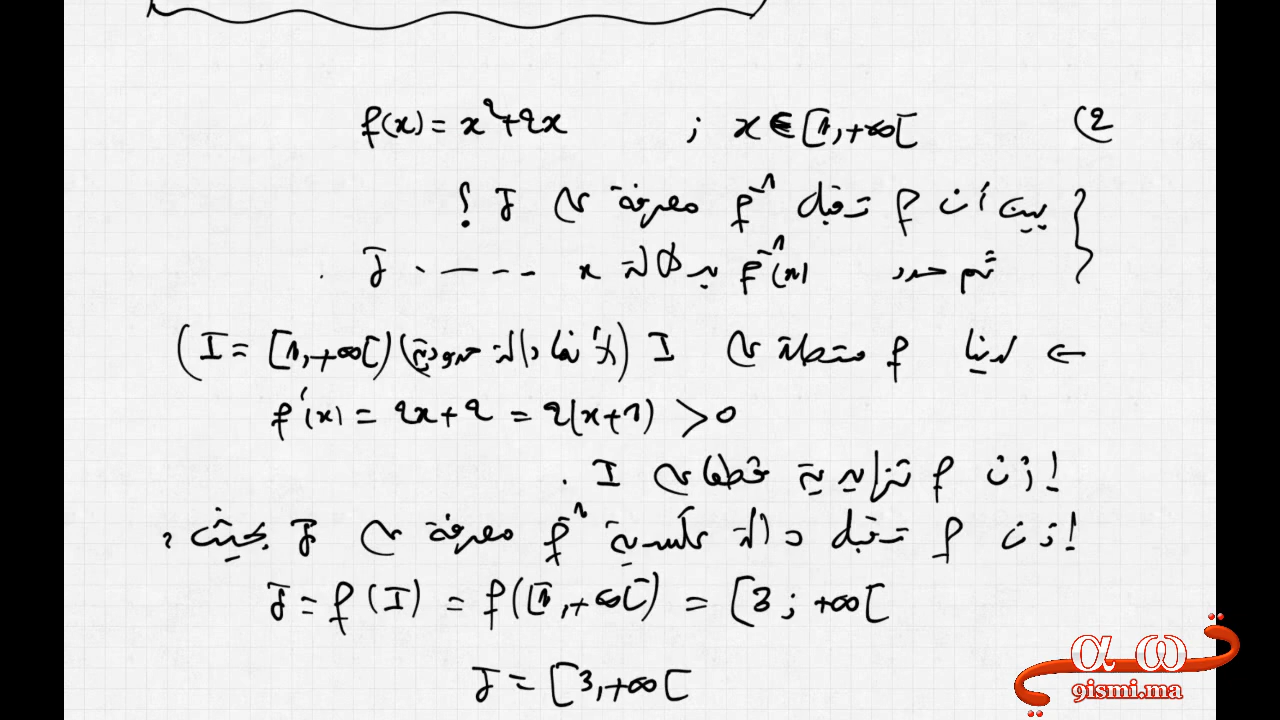 2) f(x) = x²+2x ; x ∈ [1,+∞[
بين أن f تقبل f⁻¹ معرفة على J ؟
ثم حدد f⁻¹(x) بدلالة x ----- J
← لدينا f متصلة على I (لأنها دالة حدودية) (I = [1,+∞[)
f'(x) = 2x+2 = 2(x+1) > 0
إذن f تزايدية قطعا على I .
إذن f تقبل دالة عكسية f⁻¹ معرفة على J بحيث :
J = f(I) = f([1,+∞[) = [3 ; +∞[
J = [3,+∞[
α ω
9ismi.ma